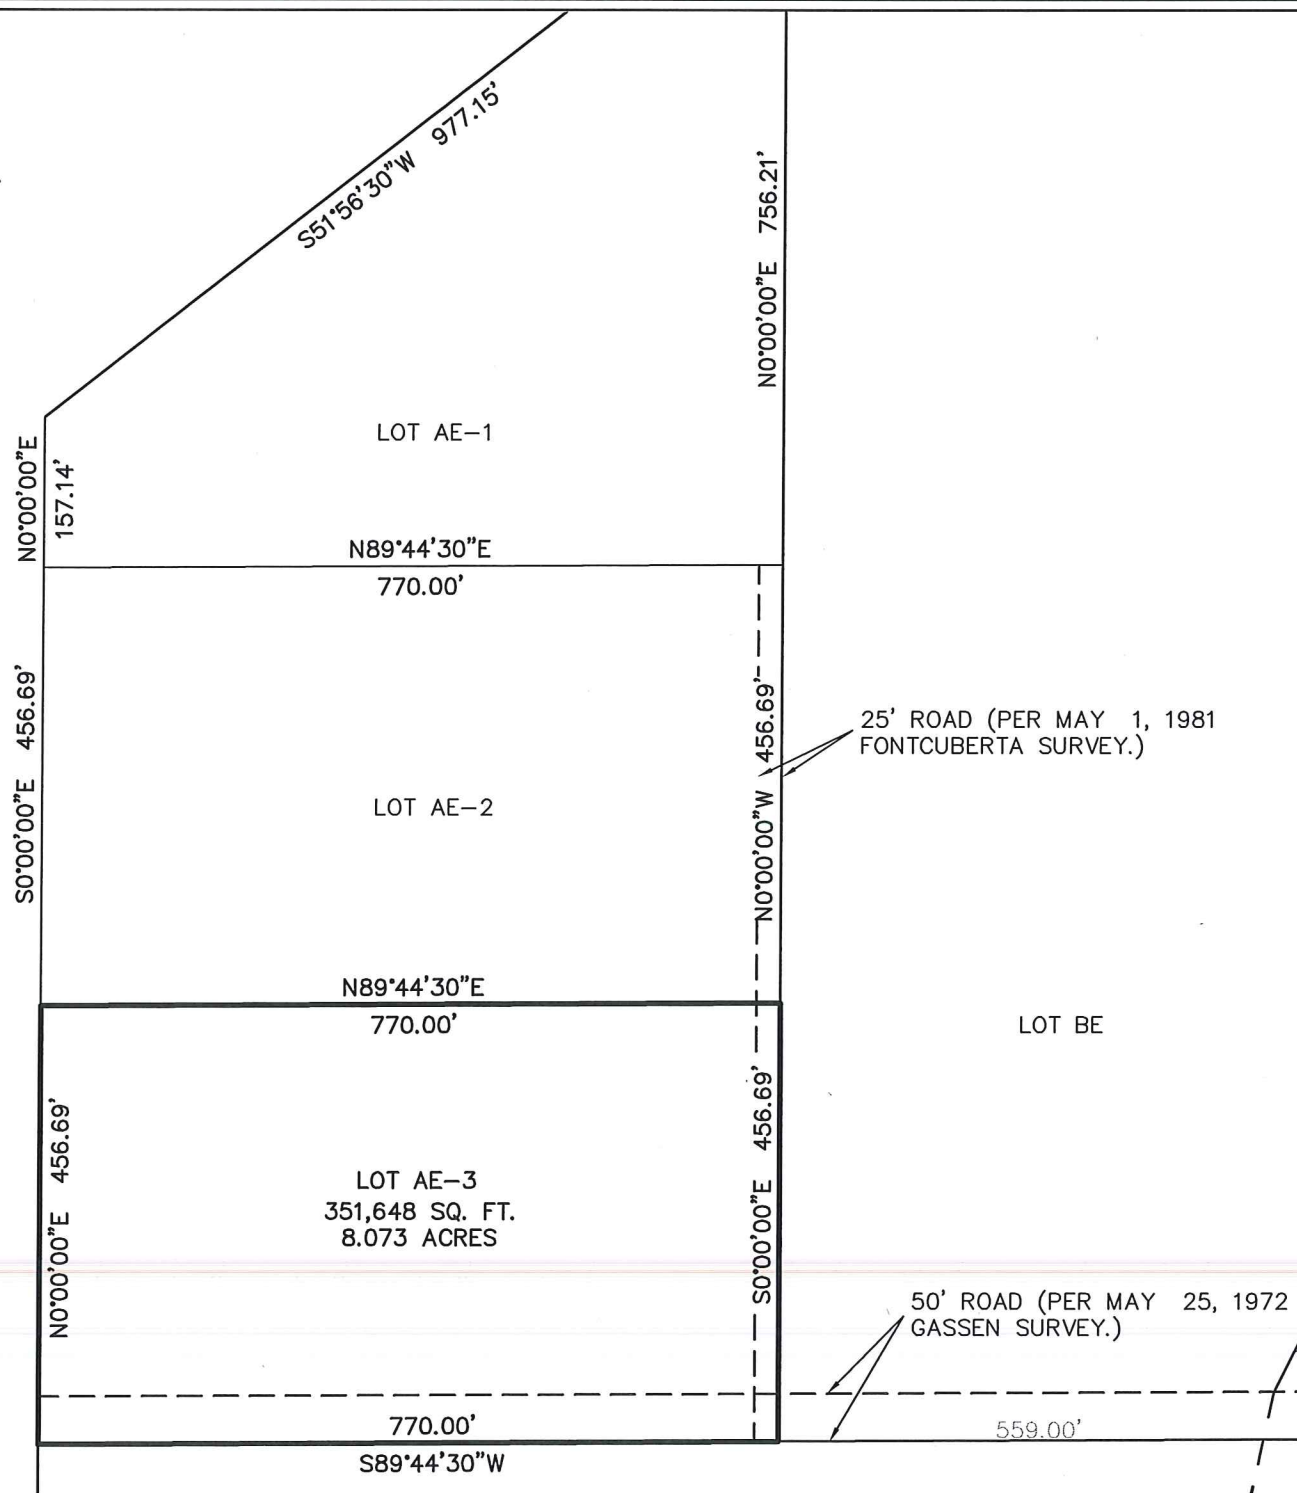 S51°56'30"W 977.15'
N0°00'00"E 756.21'
LOT AE-1
N0°00'00"E
157.14'
N89°44'30"E
770.00'
S0°00'00"E 456.69'
N0°00'00"W 456.69'
25' ROAD (PER MAY 1, 1981
FONTCUBERTA SURVEY.)
LOT AE-2
N89°44'30"E
770.00'
LOT BE
N0°00'00"E 456.69'
S0°00'00"E 456.69'
LOT AE-3
351,648 SQ. FT.
8.073 ACRES
50' ROAD (PER MAY 25, 1972
GASSEN SURVEY.)
770.00'
559.00'
S89°44'30"W